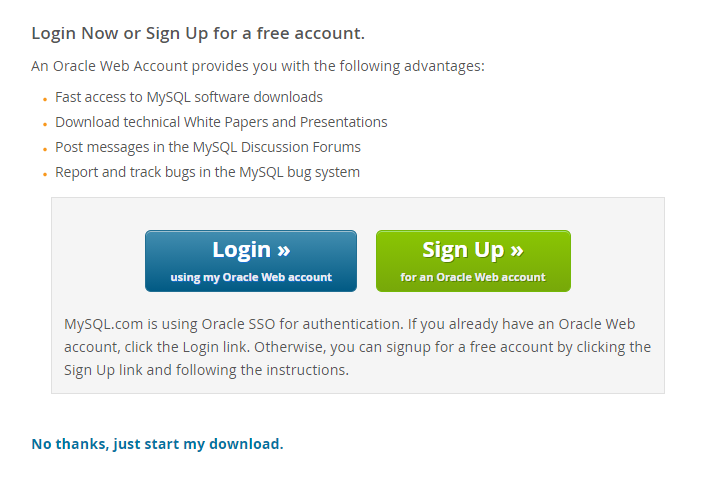 Login Now or Sign Up for a free account.
An Oracle Web Account provides you with the following advantages:
Fast access to MySQL software downloads
Download technical White Papers and Presentations
Post messages in the MySQL Discussion Forums
Report and track bugs in the MySQL bug system
Login »
using my Oracle Web account
Sign Up »
for an Oracle Web account
MySQL.com is using Oracle SSO for authentication. If you already have an Oracle Web
account, click the Login link. Otherwise, you can signup for a free account by clicking the
Sign Up link and following the instructions.
No thanks, just start my download.